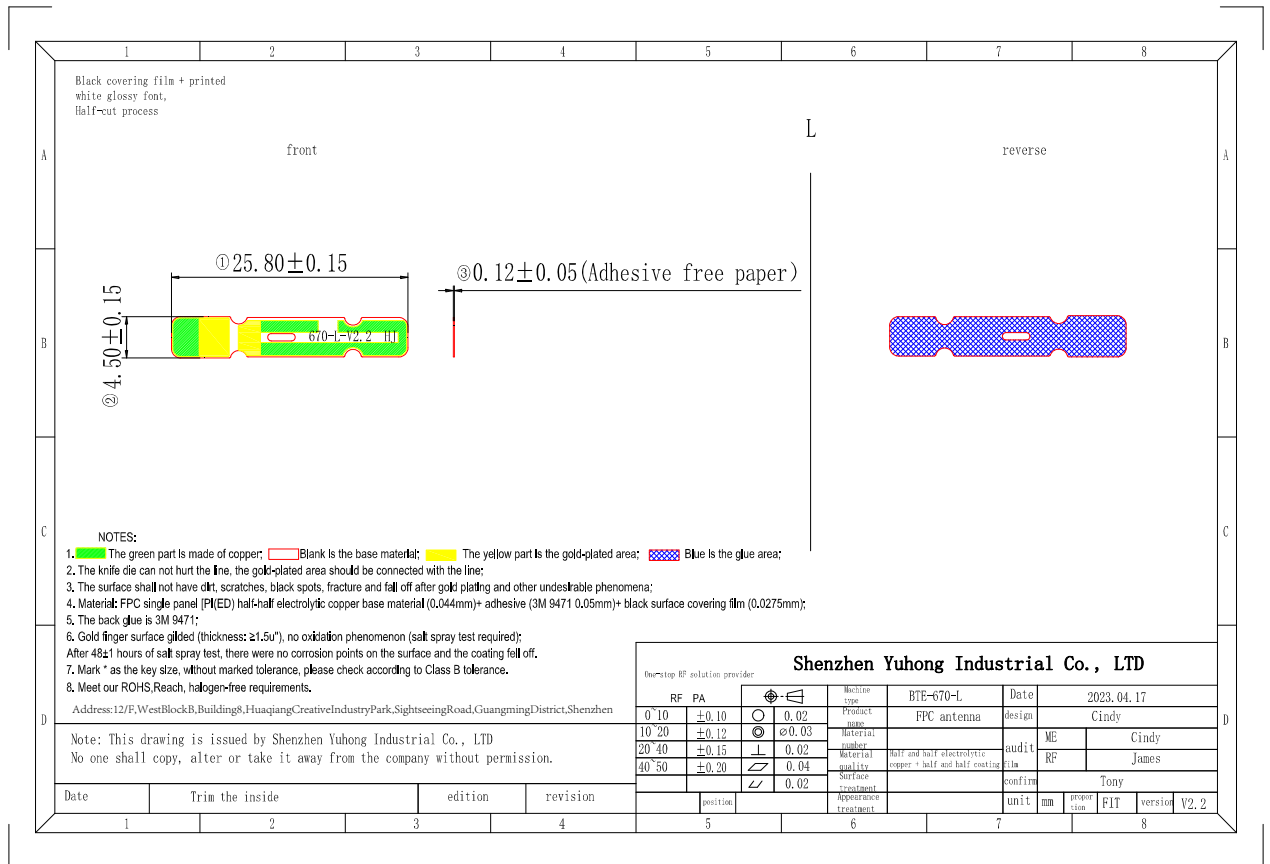 1 2 3 4 5 6 7 8
Black covering film + printed
white glossy font,
Half-cut process
L
A A
front
reverse
①25.80±0.15
③0.12±0.05(Adhesive free paper)
②4.50±0.15
670-L-V2.2 HJ
B B
C C
NOTES:
1. The green part is made of copper; Blank is the base material; The yellow part is the gold-plated area; Blue is the glue area;
2. The knife die can not hurt the line, the gold-plated area should be connected with the line;
3. The surface shall not have dirt, scratches, black spots, fracture and fall off after gold plating and other undesirable phenomena;
4. Material: FPC single panel [PI(ED) half-half electrolytic copper base material (0.044mm)+ adhesive (3M 9471 0.05mm)+ black surface covering film (0.0275mm);
5. The back glue is 3M 9471;
6. Gold finger surface gilded (thickness: ≥1.5u"), no oxidation phenomenon (salt spray test required);
After 48±1 hours of salt spray test, there were no corrosion points on the surface and the coating fell off.
7. Mark * as the key size, without marked tolerance, please check according to Class B tolerance.
8. Meet our ROHS,Reach, halogen-free requirements.
Address:12/F,WestBlockB,Building8,HuaqiangCreativeIndustryPark,SightseeingRoad,GuangmingDistrict,Shenzhen
D D
Note: This drawing is issued by Shenzhen Yuhong Industrial Co., LTD
No one shall copy, alter or take it away from the company without permission.
Date Trim the inside edition revision
One-stop RF solution provider
Shenzhen Yuhong Industrial Co., LTD
RF PA
Machine type BTE-670-L Date 2023.04.17
0~10 ±0.10 0.02 Product name FPC antenna design Cindy
10~20 ±0.12 ⌀0.03 Material number audit ME Cindy
20~40 ±0.15 0.02 Material quality Half and half electrolytic copper + half and half coating film RF James
40~50 ±0.20 0.04 Surface treatment confirm Tony
0.02
position Appearance treatment unit mm proportion FIT version V2.2
1 2 3 4 5 6 7 8